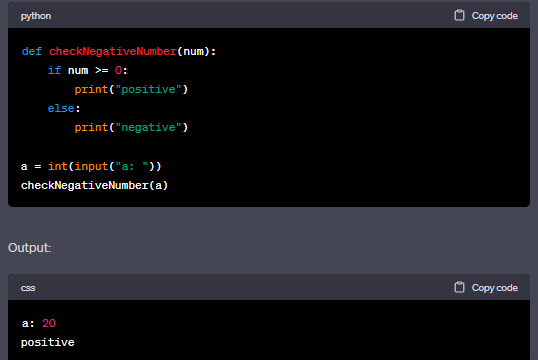 python
Copy code
def checkNegativeNumber(num):
    if num >= 0:
        print("positive")
    else:
        print("negative")

a = int(input("a: "))
checkNegativeNumber(a)
Output:
css
Copy code
a: 20
positive